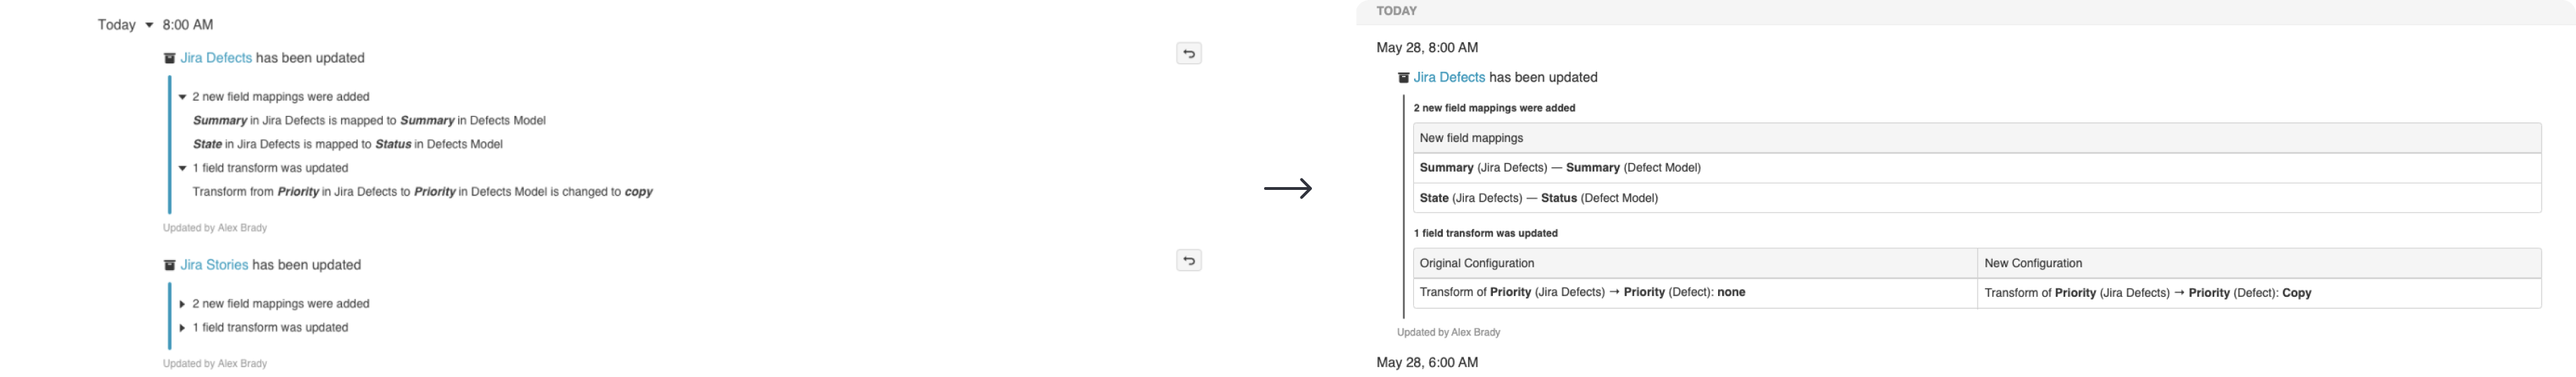 Today 8:00 AM
Jira Defects has been updated
2 new field mappings were added
Summary in Jira Defects is mapped to Summary in Defects Model
State in Jira Defects is mapped to Status in Defects Model
1 field transform was updated
Transform from Priority in Jira Defects to Priority in Defects Model is changed to copy
Updated by Alex Brady
Jira Stories has been updated
2 new field mappings were added
1 field transform was updated
Updated by Alex Brady
TODAY
May 28, 8:00 AM
Jira Defects has been updated
2 new field mappings were added
New field mappings
Summary (Jira Defects) — Summary (Defect Model)
State (Jira Defects) — Status (Defect Model)
1 field transform was updated
Original Configuration New Configuration
Transform of Priority (Jira Defects) → Priority (Defect): none Transform of Priority (Jira Defects) → Priority (Defect): Copy
Updated by Alex Brady
May 28, 6:00 AM